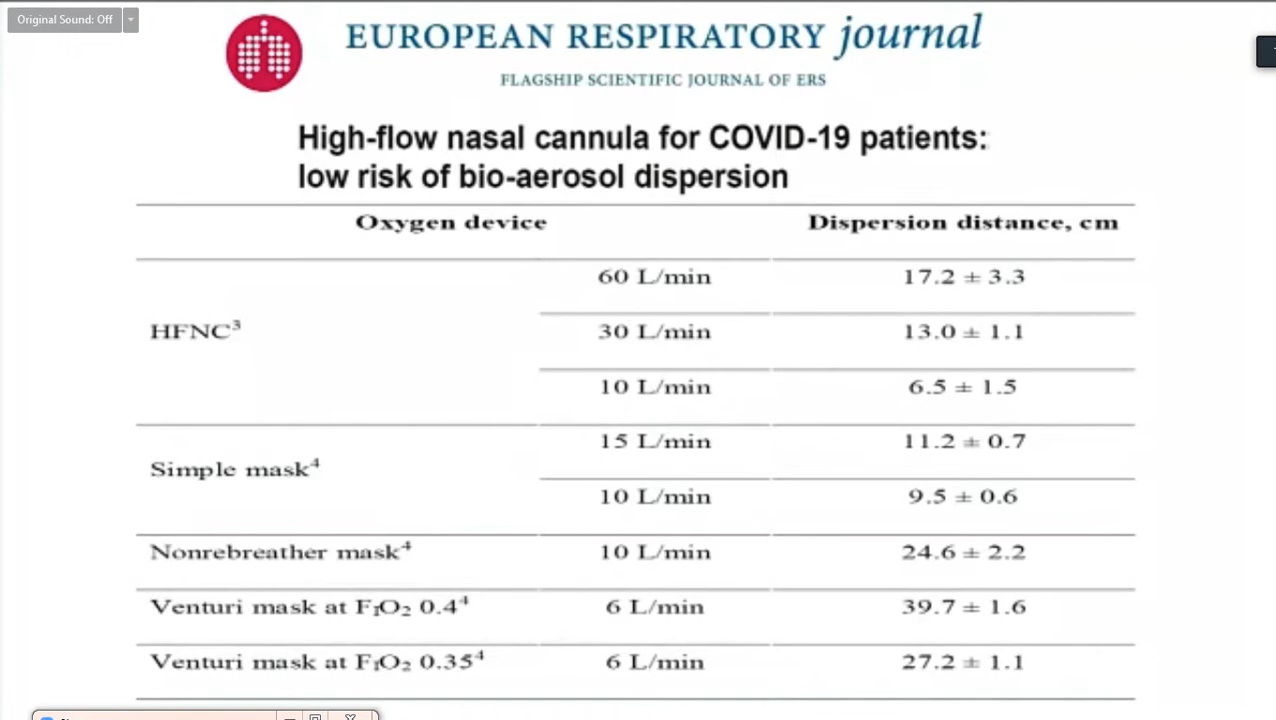 Original Sound: Off
EUROPEAN RESPIRATORY journal
FLAGSHIP SCIENTIFIC JOURNAL OF ERS
High-flow nasal cannula for COVID-19 patients:
low risk of bio-aerosol dispersion
Oxygen device Dispersion distance, cm
60 L/min 17.2 ± 3.3
HFNC³ 30 L/min 13.0 ± 1.1
10 L/min 6.5 ± 1.5
15 L/min 11.2 ± 0.7
Simple mask⁴
10 L/min 9.5 ± 0.6
Nonrebreather mask⁴ 10 L/min 24.6 ± 2.2
Venturi mask at FIO₂ 0.4⁴ 6 L/min 39.7 ± 1.6
Venturi mask at FIO₂ 0.35⁴ 6 L/min 27.2 ± 1.1